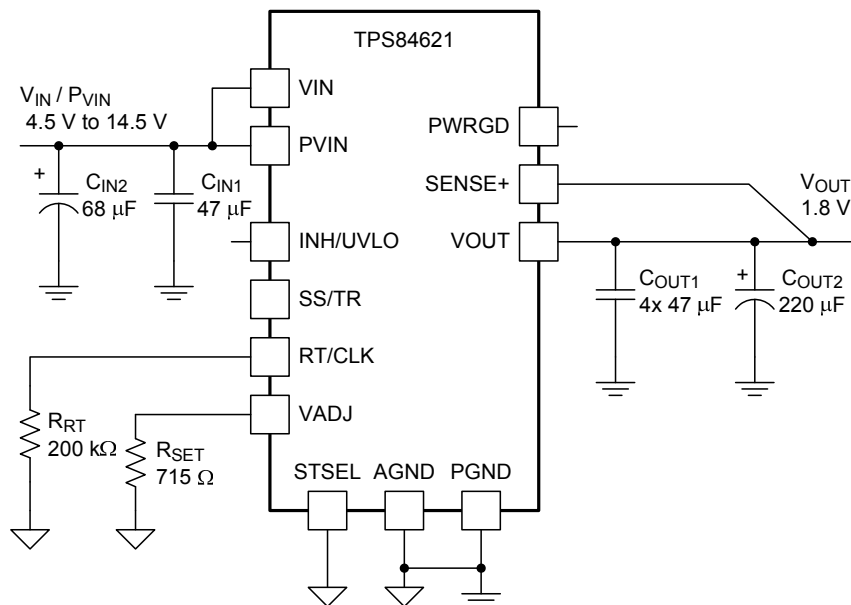 TPS84621
VIN
VIN / PVIN
4.5 V to 14.5 V
PWRGD
PVIN
+
CIN2
68 μF
CIN1
47 μF
SENSE+
VOUT
1.8 V
INH/UVLO
VOUT
SS/TR
COUT1
4x 47 μF
+
COUT2
220 μF
RT/CLK
VADJ
RRT
200 kΩ
RSET
715 Ω
STSEL AGND PGND